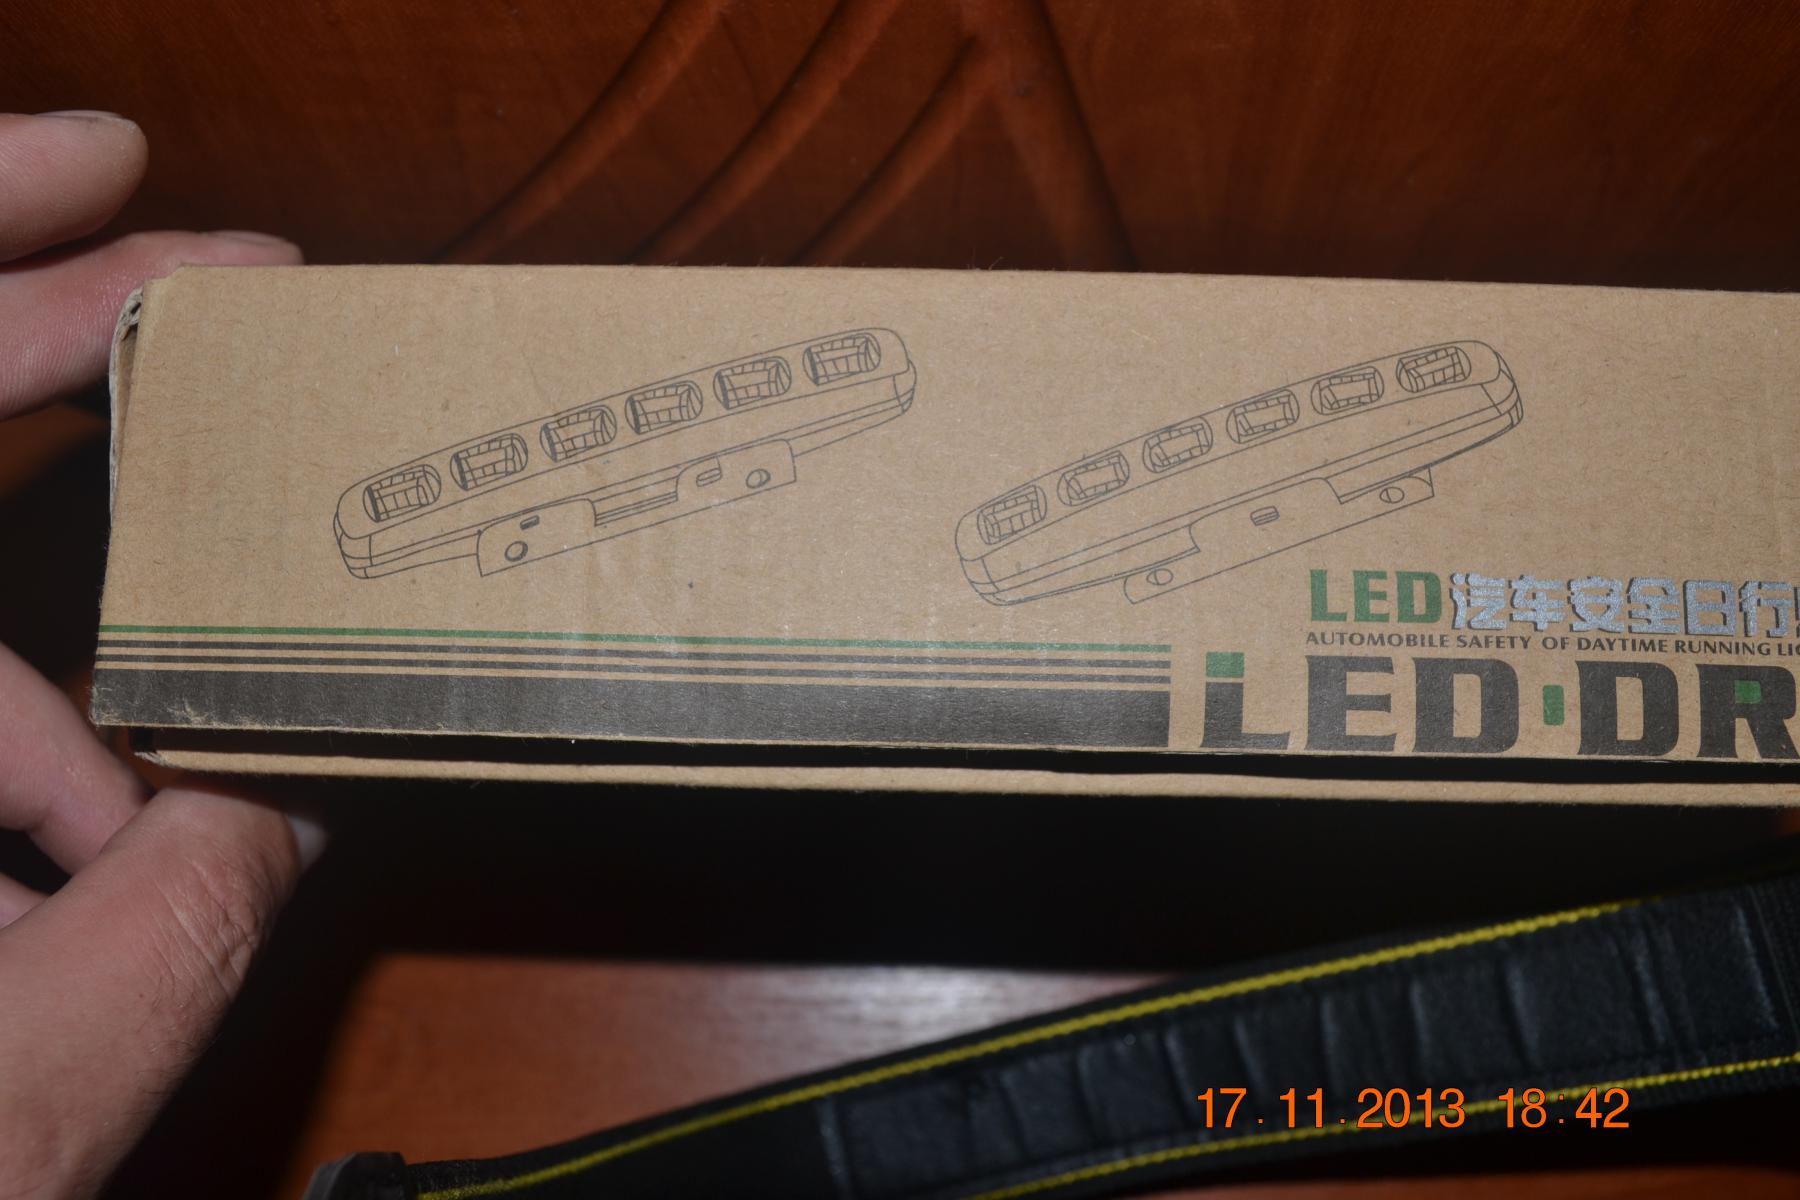 LED汽车安全日行
AUTOMOBILE SAFETY OF DAYTIME RUNNING
LED·DR
17.11.2013 18:42